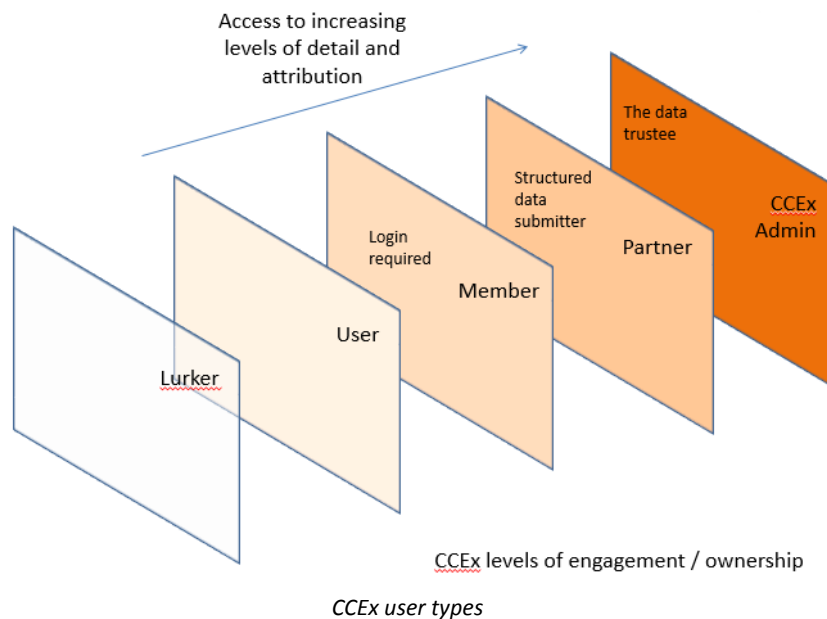 Access to increasing
levels of detail and
attribution
The data
trustee
CCEx
Admin
Structured
data
submitter
Partner
Login
required
Member
User
Lurker
CCEx levels of engagement / ownership
CCEx user types